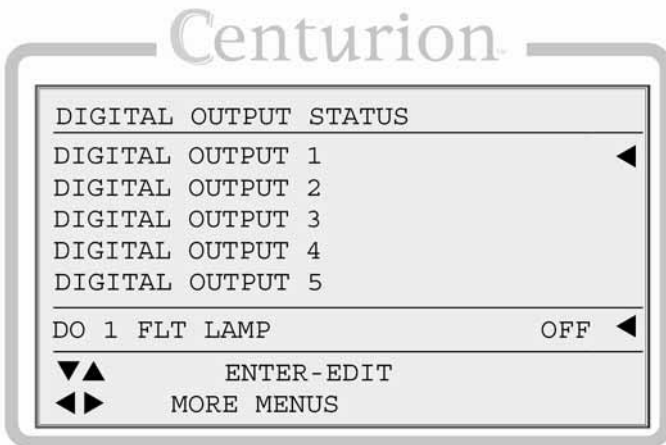 Centurion™
DIGITAL OUTPUT STATUS
DIGITAL OUTPUT 1 ◀
DIGITAL OUTPUT 2
DIGITAL OUTPUT 3
DIGITAL OUTPUT 4
DIGITAL OUTPUT 5
DO 1 FLT LAMP OFF ◀
▼▲ ENTER-EDIT
◀▶ MORE MENUS